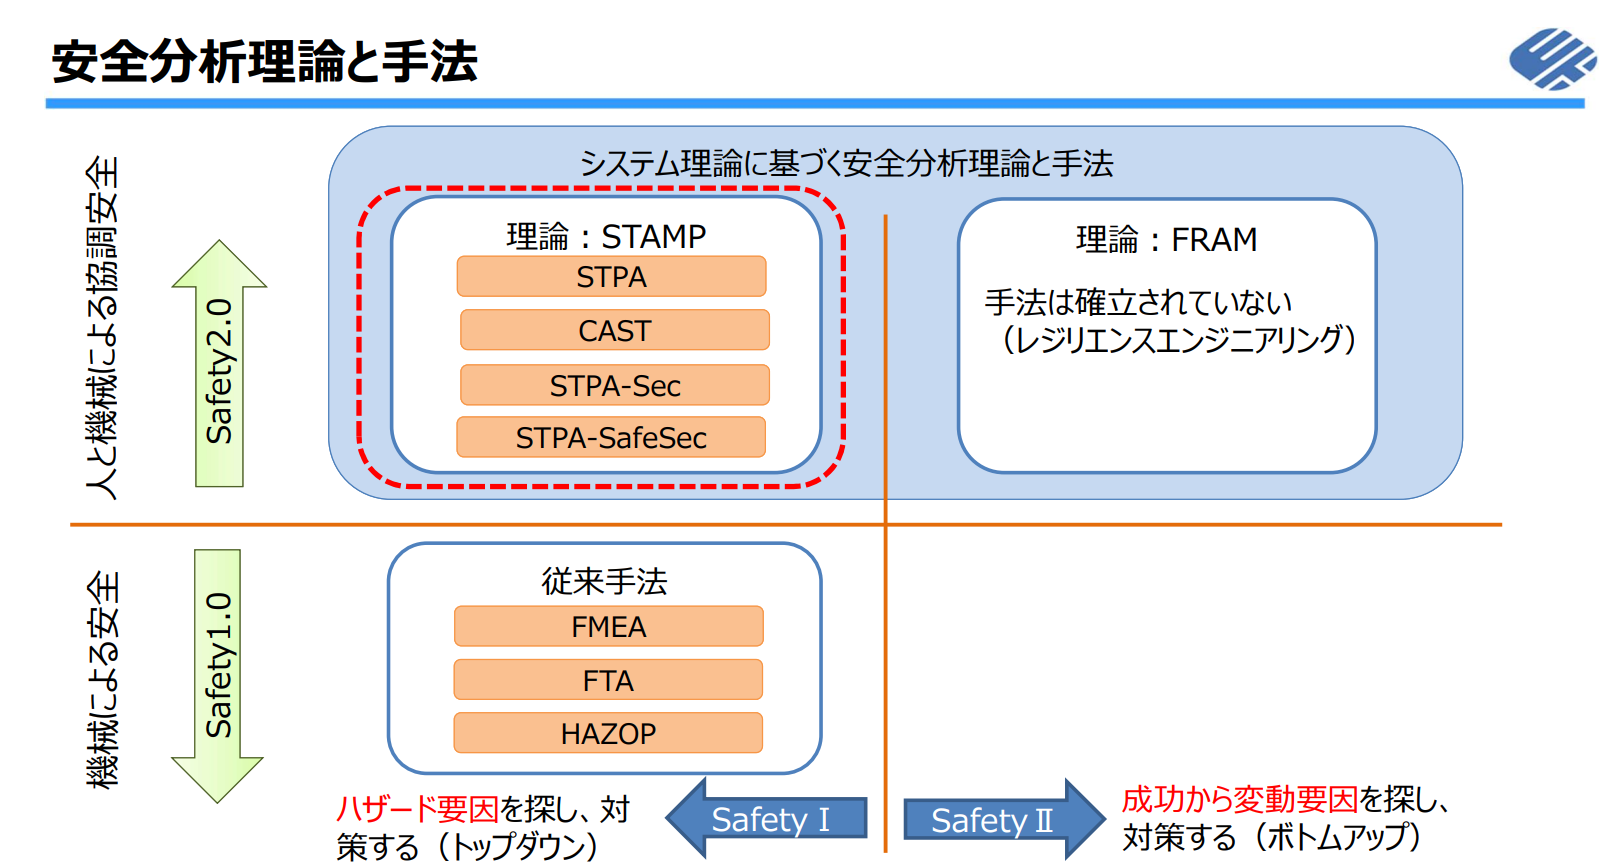 安全分析理論と手法
システム理論に基づく安全分析理論と手法
人と機械による協調安全
Safety2.0
理論：STAMP
STPA
CAST
STPA-Sec
STPA-SafeSec
理論：FRAM
手法は確立されていない
（レジリエンスエンジニアリング）
機械による安全
Safety1.0
従来手法
FMEA
FTA
HAZOP
ハザード要因を探し、対
策する（トップダウン）
SafetyⅠ
SafetyⅡ
成功から変動要因を探し、
対策する（ボトムアップ）